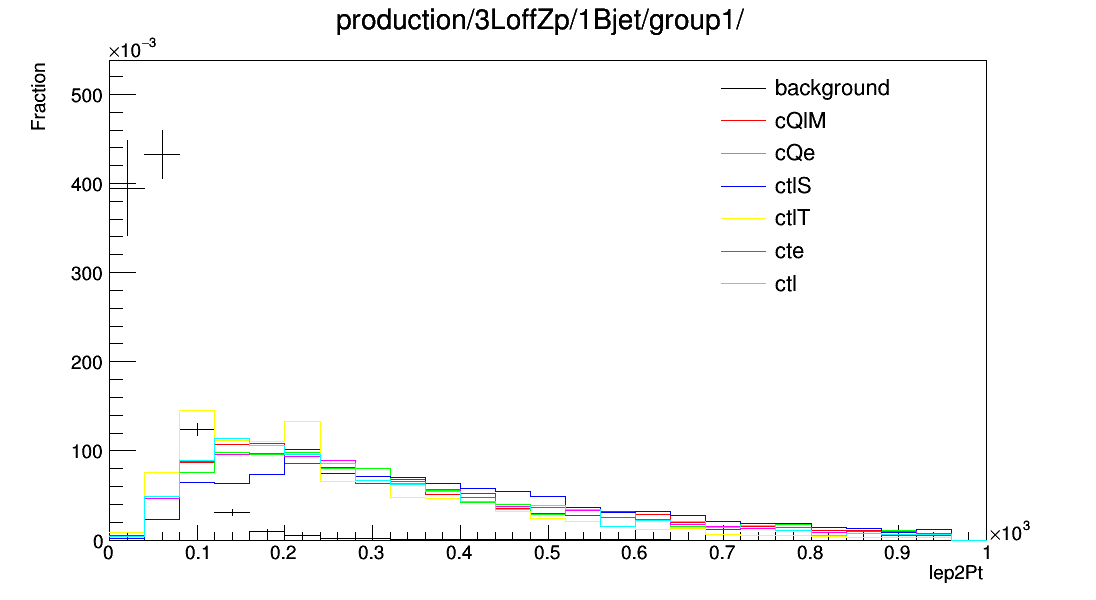 production/3LoffZp/1Bjet/group1/
×10⁻³
Fraction
500
400
300
200
100
0
background
cQlM
cQe
ctlS
ctlT
cte
ctl
0 0.1 0.2 0.3 0.4 0.5 0.6 0.7 0.8 0.9 1
×10³
lep2Pt